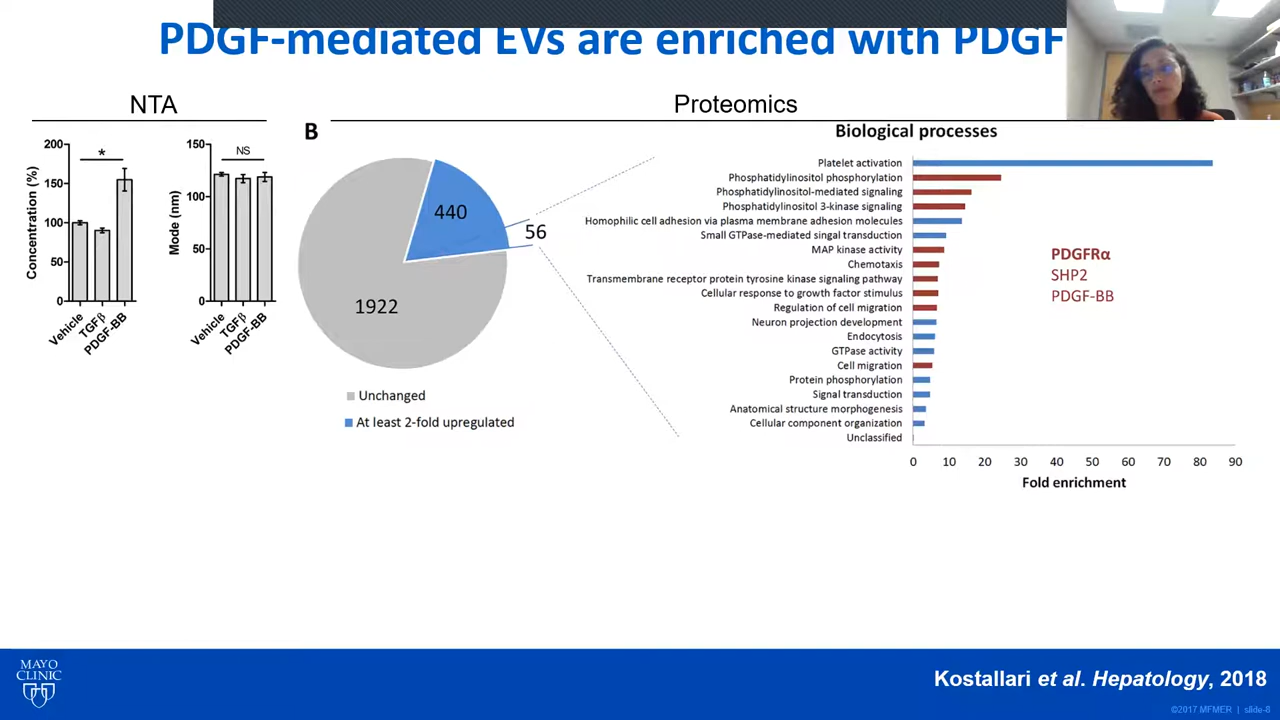 PDGF-mediated EVs are enriched with PDGF
NTA
Proteomics
Concentration (%)
200
150
100
50
0
*
Vehicle
TGFβ
PDGF-BB
Mode (nm)
150
100
50
0
NS
Vehicle
TGFβ
PDGF-BB
B
440
56
1922
Unchanged
At least 2-fold upregulated
Biological processes
Platelet activation
Phosphatidylinositol phosphorylation
Phosphatidylinositol-mediated signaling
Phosphatidylinositol 3-kinase signaling
Homophilic cell adhesion via plasma membrane adhesion molecules
Small GTPase-mediated singal transduction
MAP kinase activity
Chemotaxis
Transmembrane receptor protein tyrosine kinase signaling pathway
Cellular response to growth factor stimulus
Regulation of cell migration
Neuron projection development
Endocytosis
GTPase activity
Cell migration
Protein phosphorylation
Signal transduction
Anatomical structure morphogenesis
Cellular component organization
Unclassified
0 10 20 30 40 50 60 70 80 90
Fold enrichment
PDGFRα
SHP2
PDGF-BB
MAYO
CLINIC
Kostallari et al. Hepatology, 2018
©2017 MFMER | slide-8